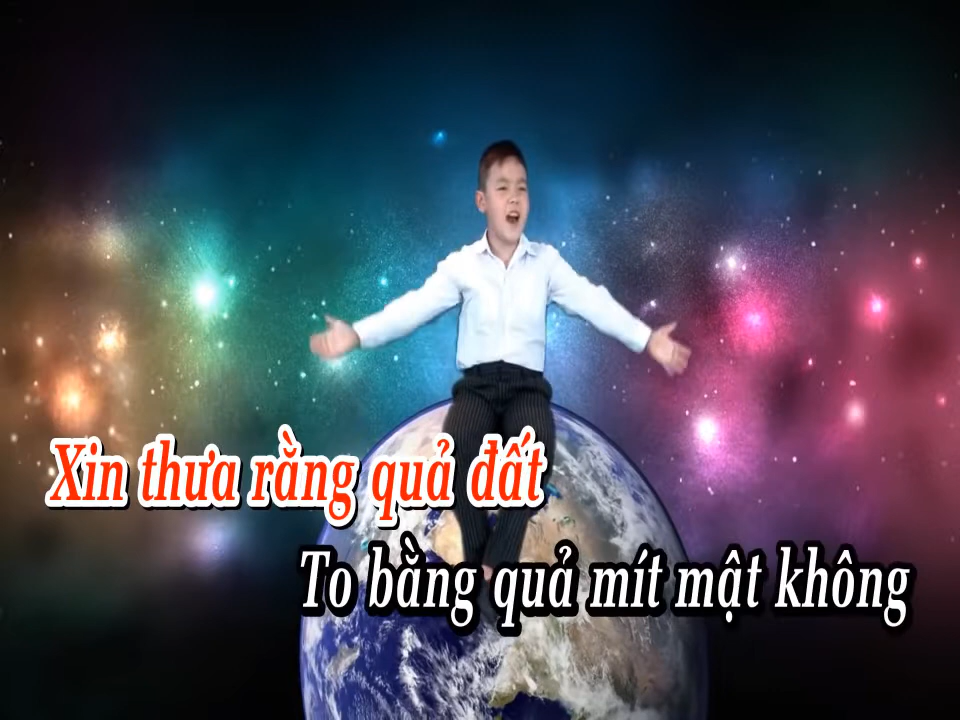 Xin thưa rằng quả đất
To bằng quả mít mật không